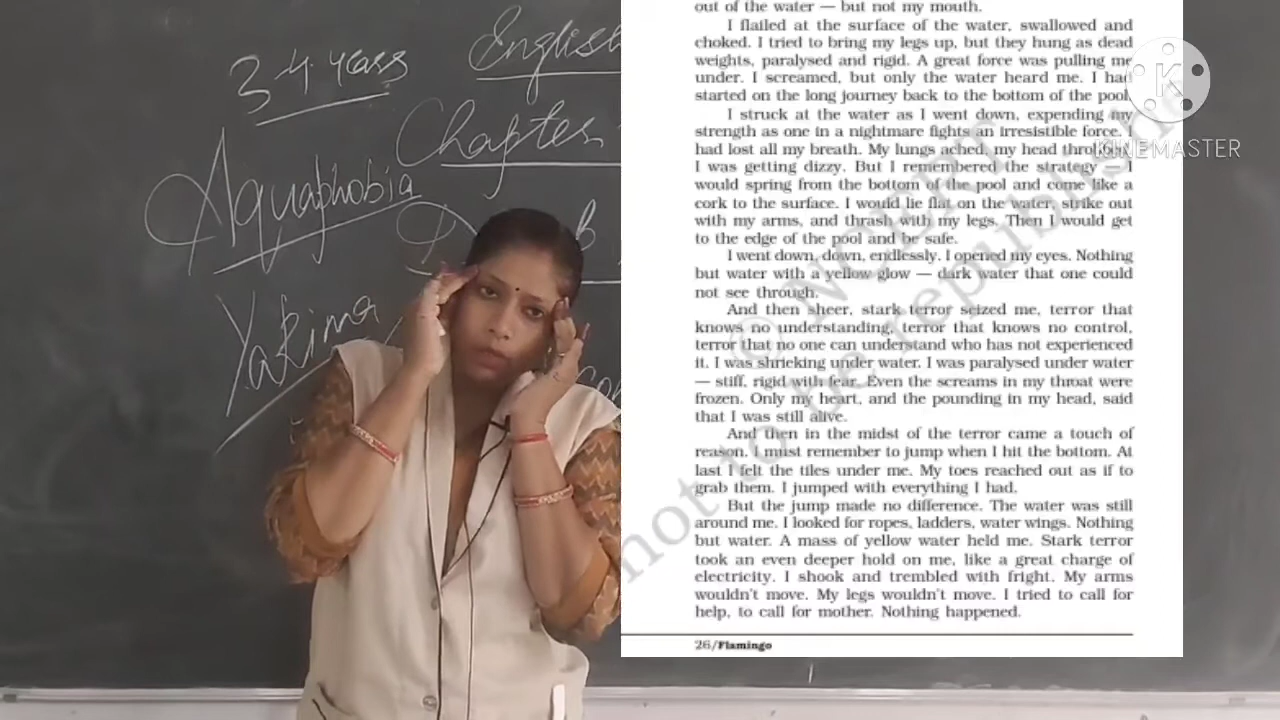 3-4 years
English
Chapter
Aquaphobia
D
Yakima
out of the water — but not my mouth.
I flailed at the surface of the water, swallowed and
choked. I tried to bring my legs up, but they hung as dead
weights, paralysed and rigid. A great force was pulling me
under. I screamed, but only the water heard me. I had
started on the long journey back to the bottom of the pool.
I struck at the water as I went down, expending my
strength as one in a nightmare fights an irresistible force. I
had lost all my breath. My lungs ached, my head throbbed.
I was getting dizzy. But I remembered the strategy — I
would spring from the bottom of the pool and come like a
cork to the surface. I would lie flat on the water, strike out
with my arms, and thrash with my legs. Then I would get
to the edge of the pool and be safe.
I went down, down, endlessly. I opened my eyes. Nothing
but water with a yellow glow — dark water that one could
not see through.
And then sheer, stark terror seized me, terror that
knows no understanding, terror that knows no control,
terror that no one can understand who has not experienced
it. I was shrieking under water. I was paralysed under water
— stiff, rigid with fear. Even the screams in my throat were
frozen. Only my heart, and the pounding in my head, said
that I was still alive.
And then in the midst of the terror came a touch of
reason. I must remember to jump when I hit the bottom. At
last I felt the tiles under me. My toes reached out as if to
grab them. I jumped with everything I had.
But the jump made no difference. The water was still
around me. I looked for ropes, ladders, water wings. Nothing
but water. A mass of yellow water held me. Stark terror
took an even deeper hold on me, like a great charge of
electricity. I shook and trembled with fright. My arms
wouldn't move. My legs wouldn't move. I tried to call for
help, to call for mother. Nothing happened.
26/Flamingo
© NCERT
not to be republished
K
KINEMASTER